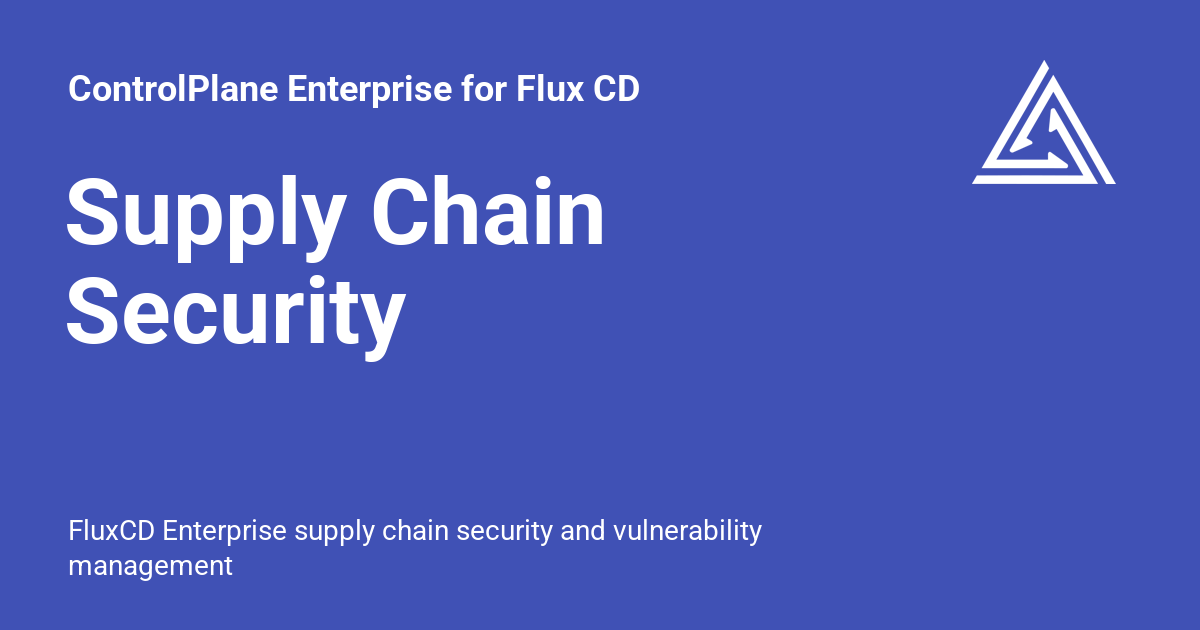 ControlPlane Enterprise for Flux CD
Supply Chain
Security
FluxCD Enterprise supply chain security and vulnerability
management